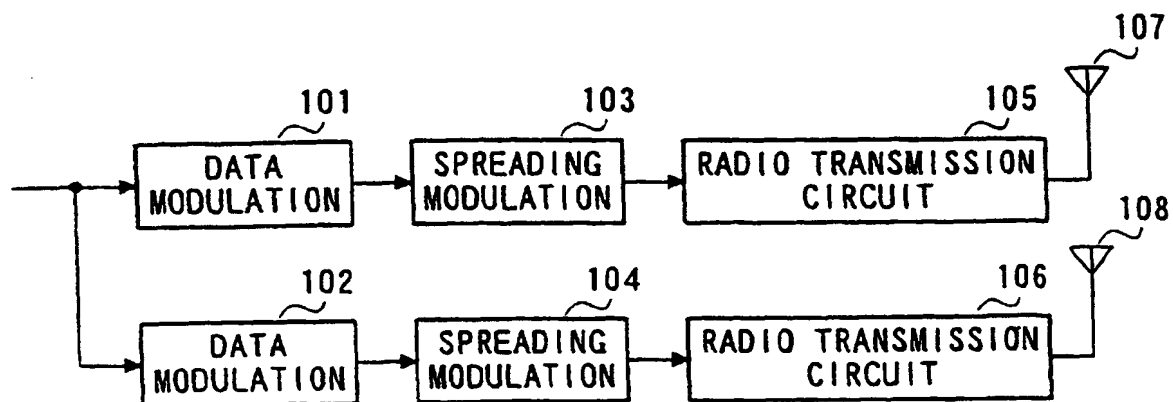 107
101
103
105
DATA
MODULATION
SPREADING
MODULATION
RADIO TRANSMISSION
CIRCUIT
108
102
104
106
DATA
MODULATION
SPREADING
MODULATION
RADIO TRANSMISSION
CIRCUIT